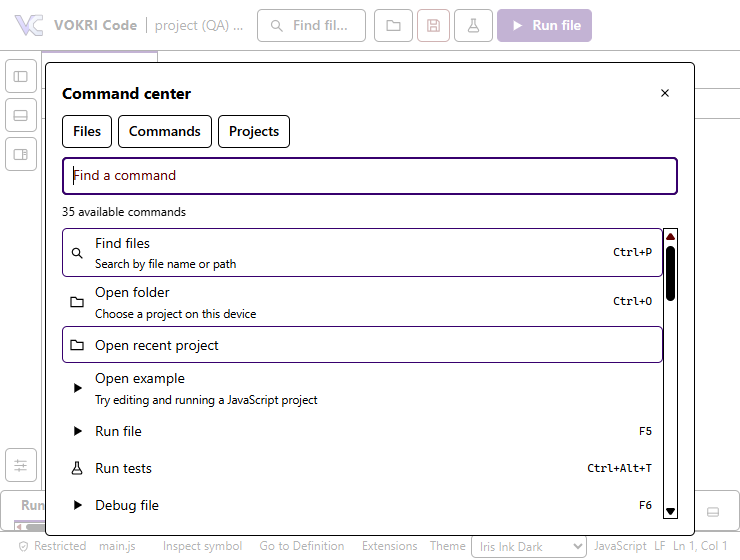 VC VOKRI Code project (QA) ... Find fil... Run file
Command center
Files Commands Projects
Find a command
35 available commands
Find files
Search by file name or path
Ctrl+P
Open folder
Choose a project on this device
Ctrl+O
Open recent project
Open example
Try editing and running a JavaScript project
Run file F5
Run tests Ctrl+Alt+T
Debug file F6
Run
Restricted main.js Inspect symbol Go to Definition Extensions Theme Iris Ink Dark JavaScript LF Ln 1, Col 1